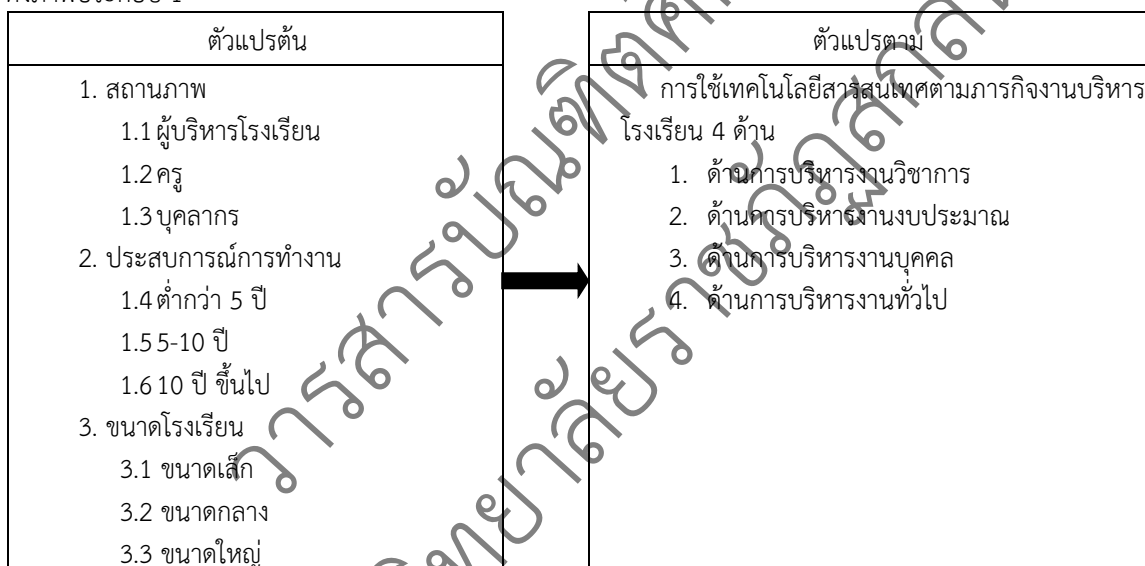 ตัวแปรต้น
1. สถานภาพ
1.1 ผู้บริหารโรงเรียน
1.2 ครู
1.3 บุคลากร
2. ประสบการณ์การทำงาน
1.4 ต่ำกว่า 5 ปี
1.5 5-10 ปี
1.6 10 ปี ขึ้นไป
3. ขนาดโรงเรียน
3.1 ขนาดเล็ก
3.2 ขนาดกลาง
3.3 ขนาดใหญ่
ตัวแปรตาม
การใช้เทคโนโลยีสารสนเทศตามภารกิจงานบริหาร
โรงเรียน 4 ด้าน
1. ด้านการบริหารงานวิชาการ
2. ด้านการบริหารงานงบประมาณ
3. ด้านการบริหารงานบุคคล
4. ด้านการบริหารงานทั่วไป
วารสารบัณฑิต